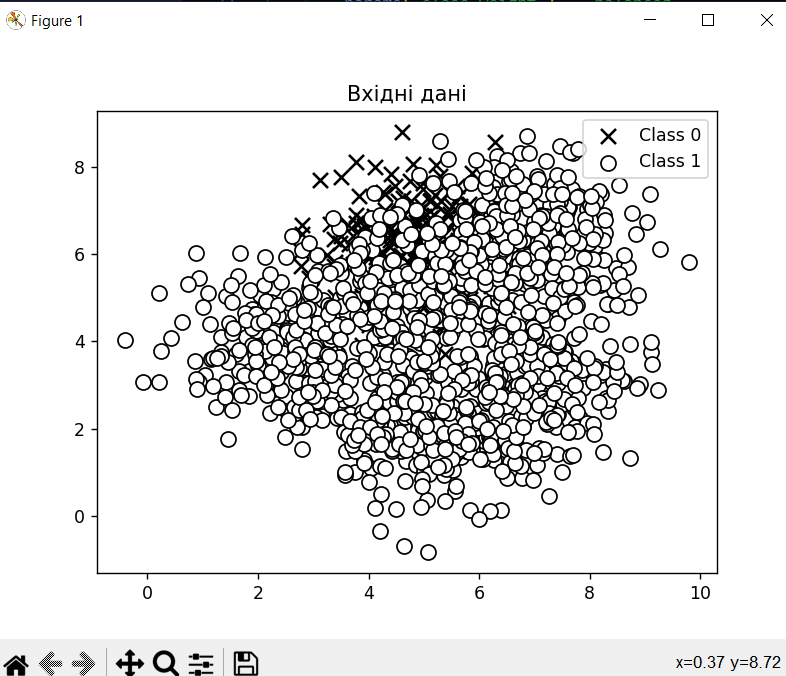 Figure 1
Вхідні дані
Class 0
Class 1
8
6
4
2
0
0 2 4 6 8 10
x=0.37 y=8.72